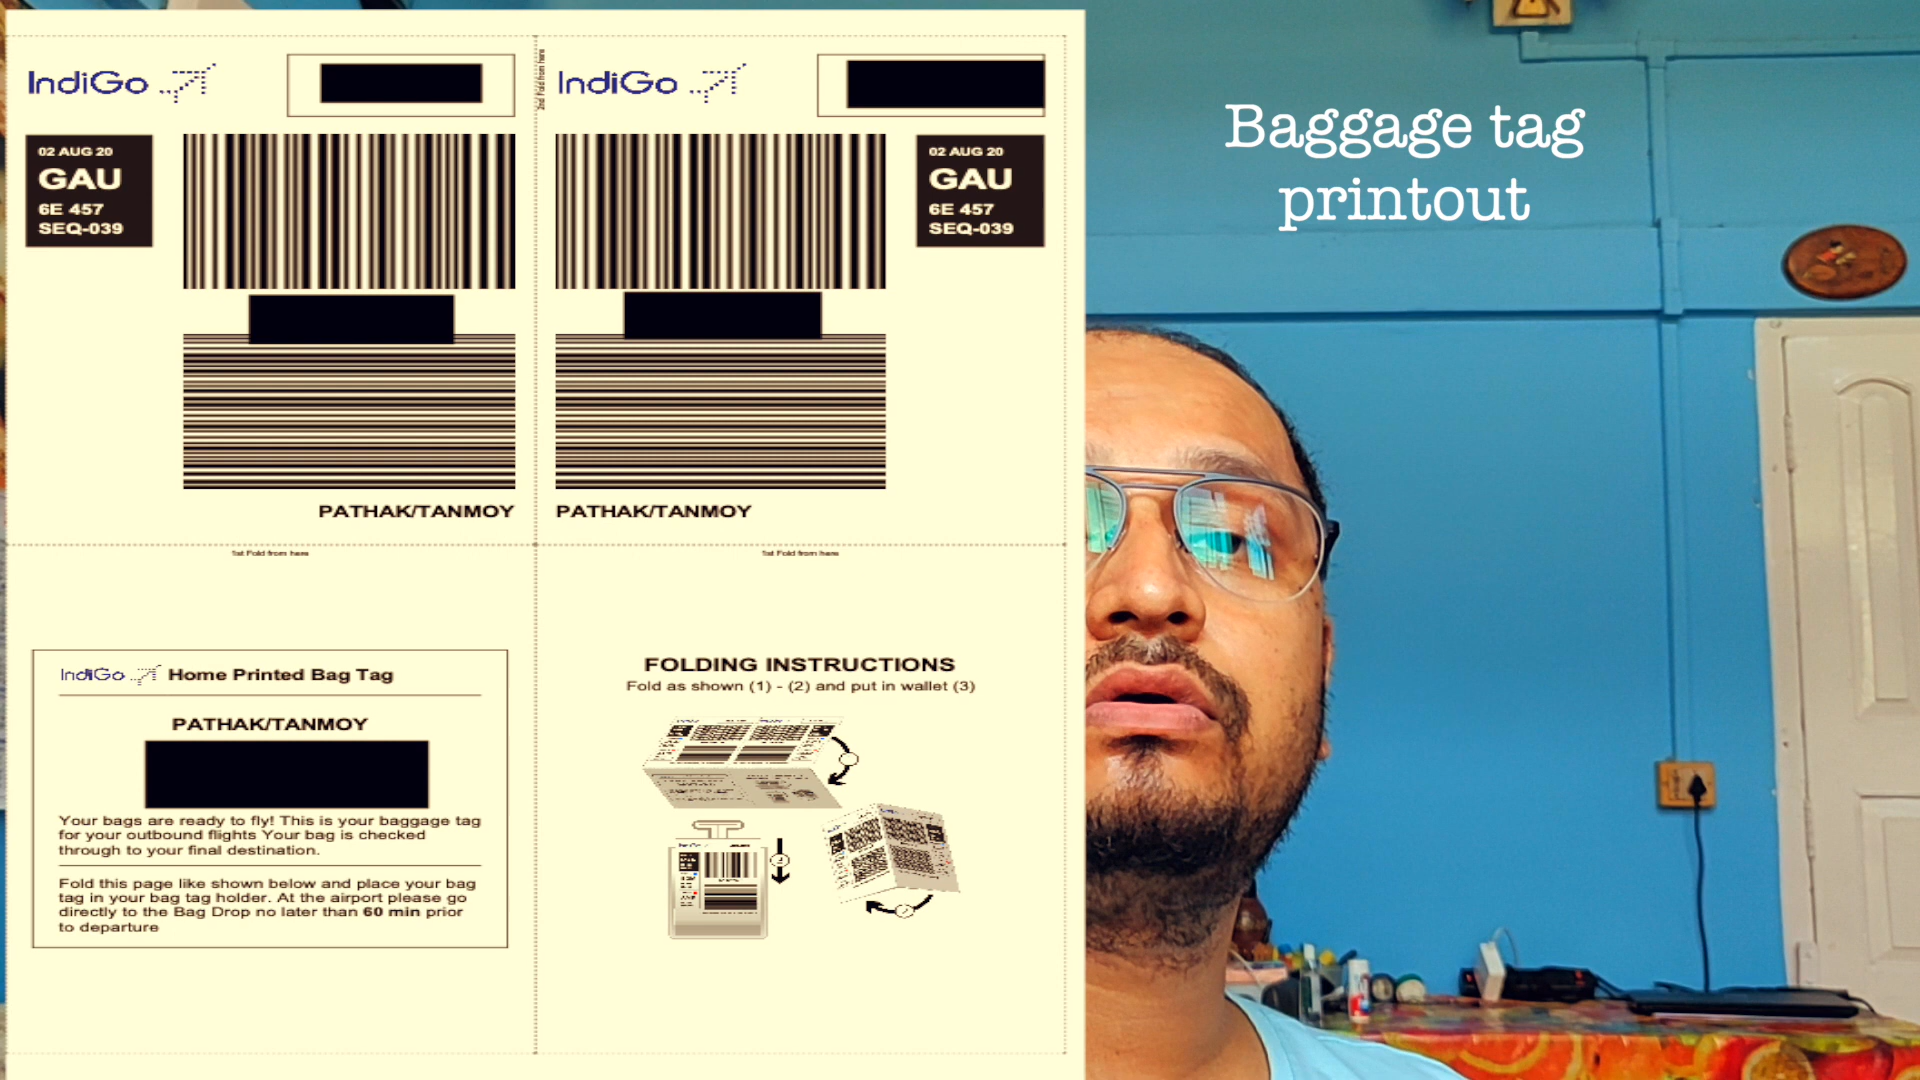 IndiGo
02 AUG 20
GAU
6E 457
SEQ-039
PATHAK/TANMOY
1st Fold from here
2nd Fold from here
IndiGo
02 AUG 20
GAU
6E 457
SEQ-039
PATHAK/TANMOY
1st Fold from here
IndiGo Home Printed Bag Tag
PATHAK/TANMOY
Your bags are ready to fly! This is your baggage tag
for your outbound flights Your bag is checked
through to your final destination.
Fold this page like shown below and place your bag
tag in your bag tag holder. At the airport please go
directly to the Bag Drop no later than 60 min prior
to departure
FOLDING INSTRUCTIONS
Fold as shown (1) - (2) and put in wallet (3)
Baggage tag
printout